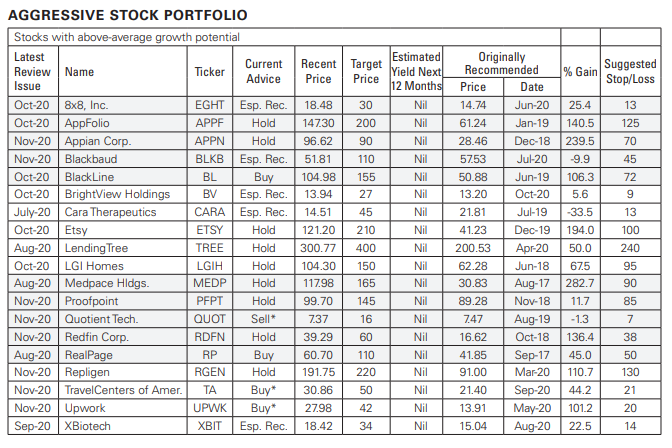 AGGRESSIVE STOCK PORTFOLIO
Stocks with above-average growth potential
Latest Review Issue Name Ticker Current Advice Recent Price Target Price Estimated Yield Next 12 Months Originally Recommended Price Date % Gain Suggested Stop/Loss
Oct-20 8x8, Inc. EGHT Esp. Rec. 18.48 30 Nil 14.74 Jun-20 25.4 13
Oct-20 AppFolio APPF Hold 147.30 200 Nil 61.24 Jan-19 140.5 125
Nov-20 Appian Corp. APPN Hold 96.62 90 Nil 28.46 Dec-18 239.5 70
Nov-20 Blackbaud BLKB Esp. Rec. 51.81 110 Nil 57.53 Jul-20 -9.9 45
Oct-20 BlackLine BL Buy 104.98 155 Nil 50.88 Jun-19 106.3 72
Oct-20 BrightView Holdings BV Esp. Rec. 13.94 27 Nil 13.20 Oct-20 5.6 9
July-20 Cara Therapeutics CARA Esp. Rec. 14.51 45 Nil 21.81 Jul-19 -33.5 13
Oct-20 Etsy ETSY Hold 121.20 210 Nil 41.23 Dec-19 194.0 100
Aug-20 LendingTree TREE Hold 300.77 400 Nil 200.53 Apr-20 50.0 240
Oct-20 LGI Homes LGIH Hold 104.30 150 Nil 62.28 Jun-18 67.5 95
Aug-20 Medpace Hldgs. MEDP Hold 117.98 165 Nil 30.83 Aug-17 282.7 90
Nov-20 Proofpoint PFPT Hold 99.70 145 Nil 89.28 Nov-18 11.7 85
Nov-20 Quotient Tech. QUOT Sell* 7.37 16 Nil 7.47 Aug-19 -1.3 7
Nov-20 Redfin Corp. RDFN Hold 39.29 60 Nil 16.62 Oct-18 136.4 38
Aug-20 RealPage RP Buy 60.70 110 Nil 41.85 Sep-17 45.0 50
Nov-20 Repligen RGEN Hold 191.75 220 Nil 91.00 Mar-20 110.7 130
Nov-20 TravelCenters of Amer. TA Buy* 30.86 50 Nil 21.40 Sep-20 44.2 21
Nov-20 Upwork UPWK Buy* 27.98 42 Nil 13.91 May-20 101.2 20
Sep-20 XBiotech XBIT Esp. Rec. 18.42 34 Nil 15.04 Aug-20 22.5 14